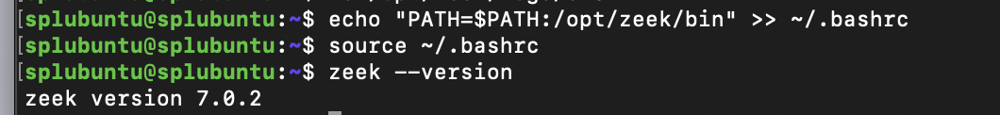 [splubuntu@splubuntu:~$ echo "PATH=$PATH:/opt/zeek/bin" >> ~/.bashrc
[splubuntu@splubuntu:~$ source ~/.bashrc
[splubuntu@splubuntu:~$ zeek --version
zeek version 7.0.2